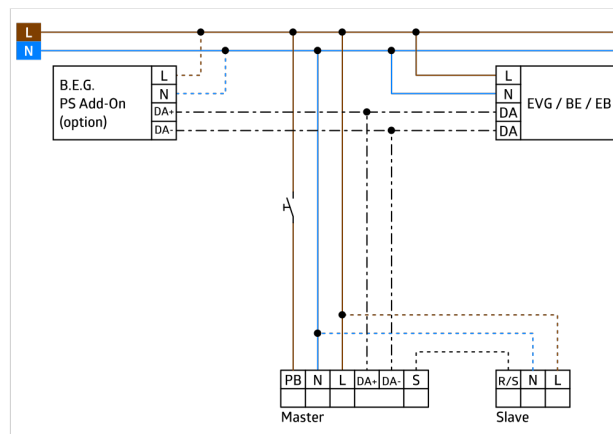 L
N
B.E.G.
PS Add-On
(option)
L
N
DA+
DA-
L
N
DA
DA
EVG / BE / EB
PB N L DA+ DA- S
Master
R/S N L
Slave